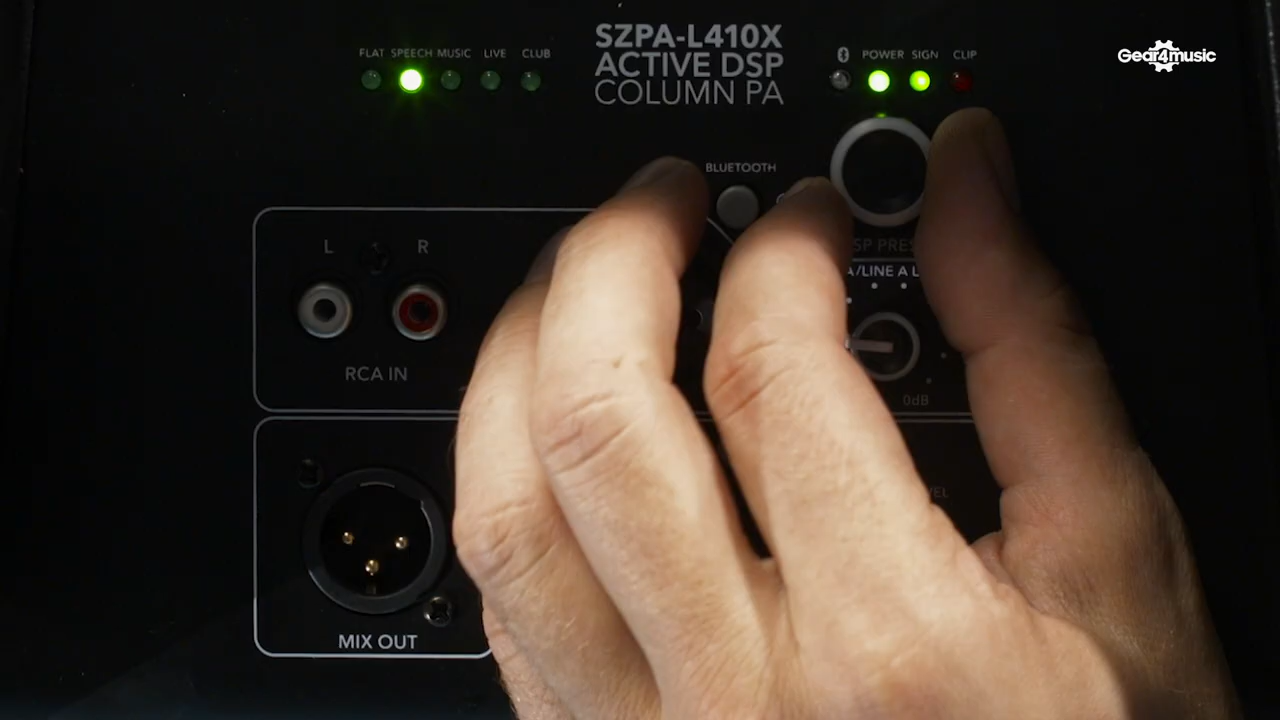 SZPA-L410X
ACTIVE DSP
COLUMN PA
FLAT SPEECH MUSIC LIVE CLUB
POWER SIGN CLIP
Gear4music
BLUETOOTH
L R
RCA IN
A/LINE A L
0dB
MIX OUT